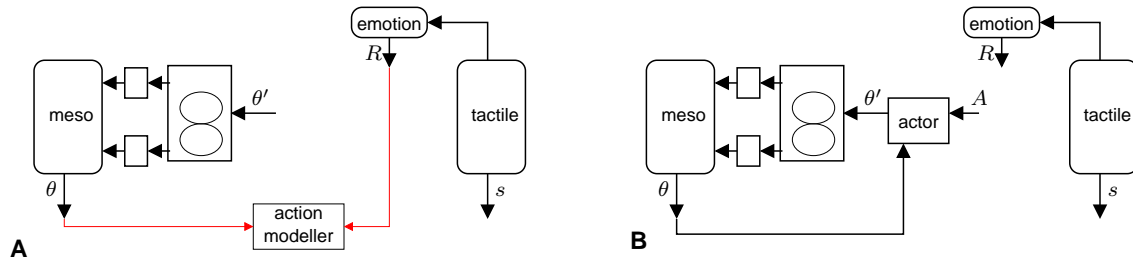 emotion
R
meso
θ′
tactile
θ
s
action
modeller
A
emotion
R
meso
θ′
A
actor
tactile
θ
s
B